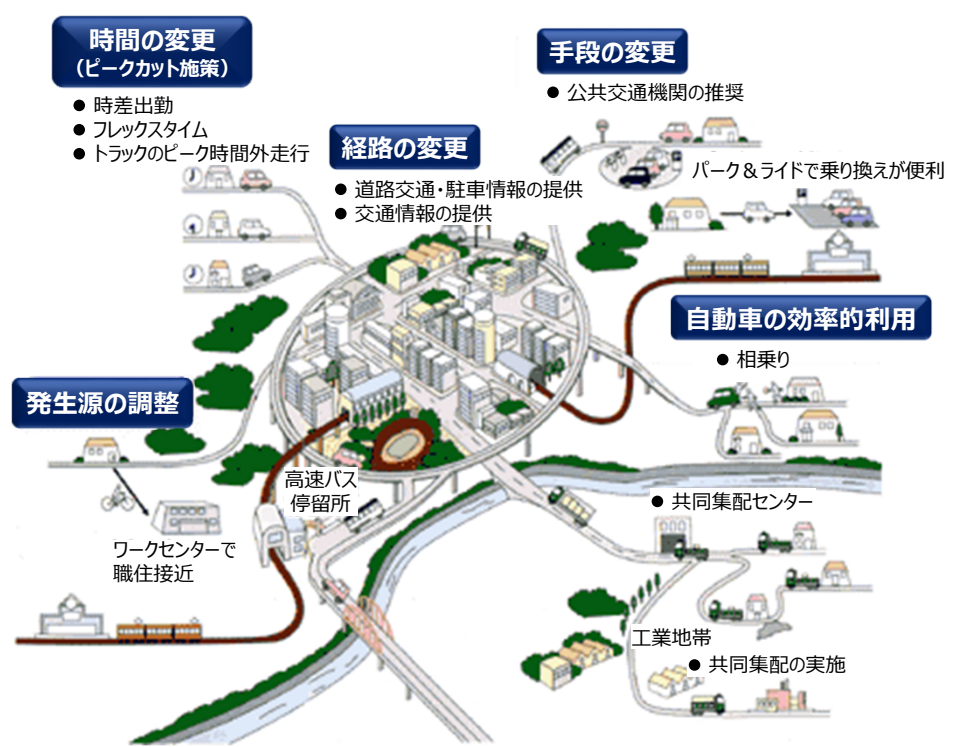 時間の変更
（ピークカット施策）
● 時差出勤
● フレックスタイム
● トラックのピーク時間外走行
経路の変更
● 道路交通・駐車情報の提供
● 交通情報の提供
手段の変更
● 公共交通機関の推奨
パーク＆ライドで乗り換えが便利
自動車の効率的利用
● 相乗り
発生源の調整
ワークセンターで
職住接近
高速バス
停留所
● 共同集配センター
工業地帯
● 共同集配の実施